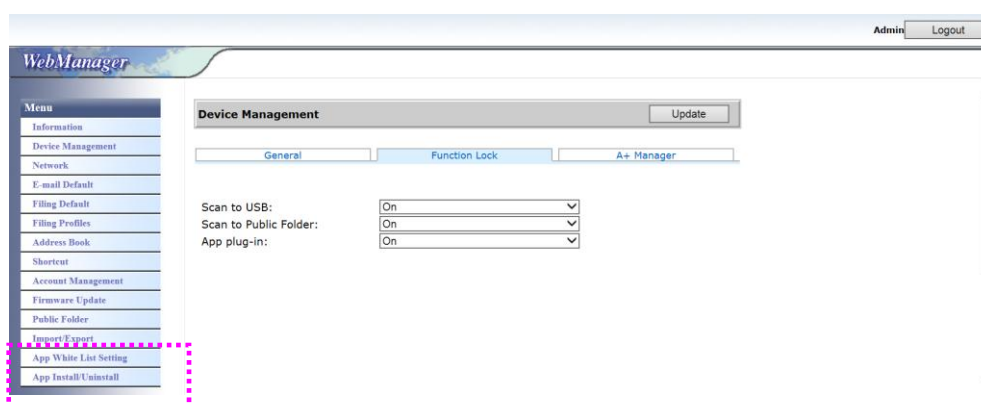 Admin Logout
WebManager
Menu
Information
Device Management
Network
E-mail Default
Filing Default
Filing Profiles
Address Book
Shortcut
Account Management
Firmware Update
Public Folder
Import/Export
App White List Setting
App Install/Uninstall
Device Management Update
General Function Lock A+ Manager
Scan to USB: On
Scan to Public Folder: On
App plug-in: On